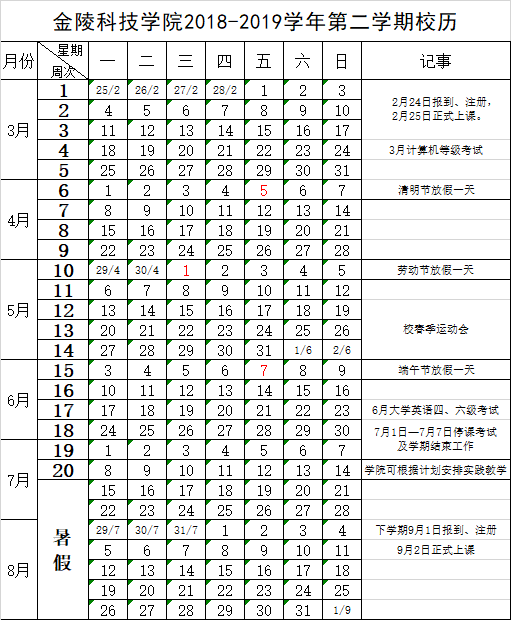 金陵科技学院2018-2019学年第二学期校历
月份 星期 周次 一 二 三 四 五 六 日 记事
3月
1 25/2 26/2 27/2 28/2 1 2 3
2 4 5 6 7 8 9 10
2月24日报到、注册，
2月25日正式上课。
3 11 12 13 14 15 16 17
4 18 19 20 21 22 23 24 3月计算机等级考试
5 25 26 27 28 29 30 31
4月
6 1 2 3 4 5 6 7 清明节放假一天
7 8 9 10 11 12 13 14
8 15 16 17 18 19 20 21
9 22 23 24 25 26 27 28
5月
10 29/4 30/4 1 2 3 4 5 劳动节放假一天
11 6 7 8 9 10 11 12
12 13 14 15 16 17 18 19
13 20 21 22 23 24 25 26 校春季运动会
14 27 28 29 30 31 1/6 2/6
6月
15 3 4 5 6 7 8 9 端午节放假一天
16 10 11 12 13 14 15 16
17 17 18 19 20 21 22 23 6月大学英语四、六级考试
18 24 25 26 27 28 29 30
7月1日—7月7日停课考试
及学期结束工作
7月
19 1 2 3 4 5 6 7
20 8 9 10 11 12 13 14 学院可根据计划安排实践教学
暑假
15 16 17 18 19 20 21
22 23 24 25 26 27 28
8月
29/7 30/7 31/7 1 2 3 4 下学期9月1日报到、注册
5 6 7 8 9 10 11 9月2日正式上课
12 13 14 15 16 17 18
19 20 21 22 23 24 25
26 27 28 29 30 31 1/9